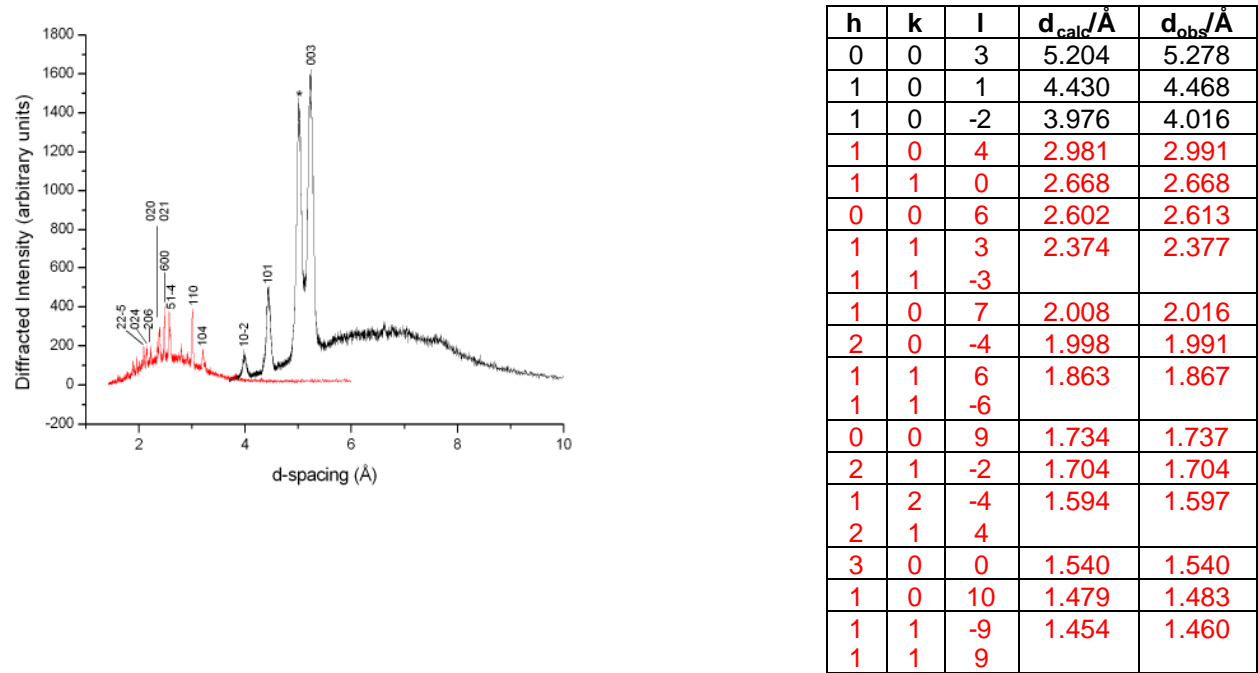 1800
1600
1400
1200
1000
800
600
400
200
0
-200
Diffracted Intensity (arbitrary units)
22-5
024
206
020
021
600
51-4
110
104
10-2
101
*
003
2
4
6
8
10
d-spacing (Å)
h k l dcalc/Å dobs/Å
0 0 3 5.204 5.278
1 0 1 4.430 4.468
1 0 -2 3.976 4.016
1 0 4 2.981 2.991
1 1 0 2.668 2.668
0 0 6 2.602 2.613
1 1 3 2.374 2.377
1 1 -3
1 0 7 2.008 2.016
2 0 -4 1.998 1.991
1 1 6 1.863 1.867
1 1 -6
0 0 9 1.734 1.737
2 1 -2 1.704 1.704
1 2 -4 1.594 1.597
2 1 4
3 0 0 1.540 1.540
1 0 10 1.479 1.483
1 1 -9 1.454 1.460
1 1 9